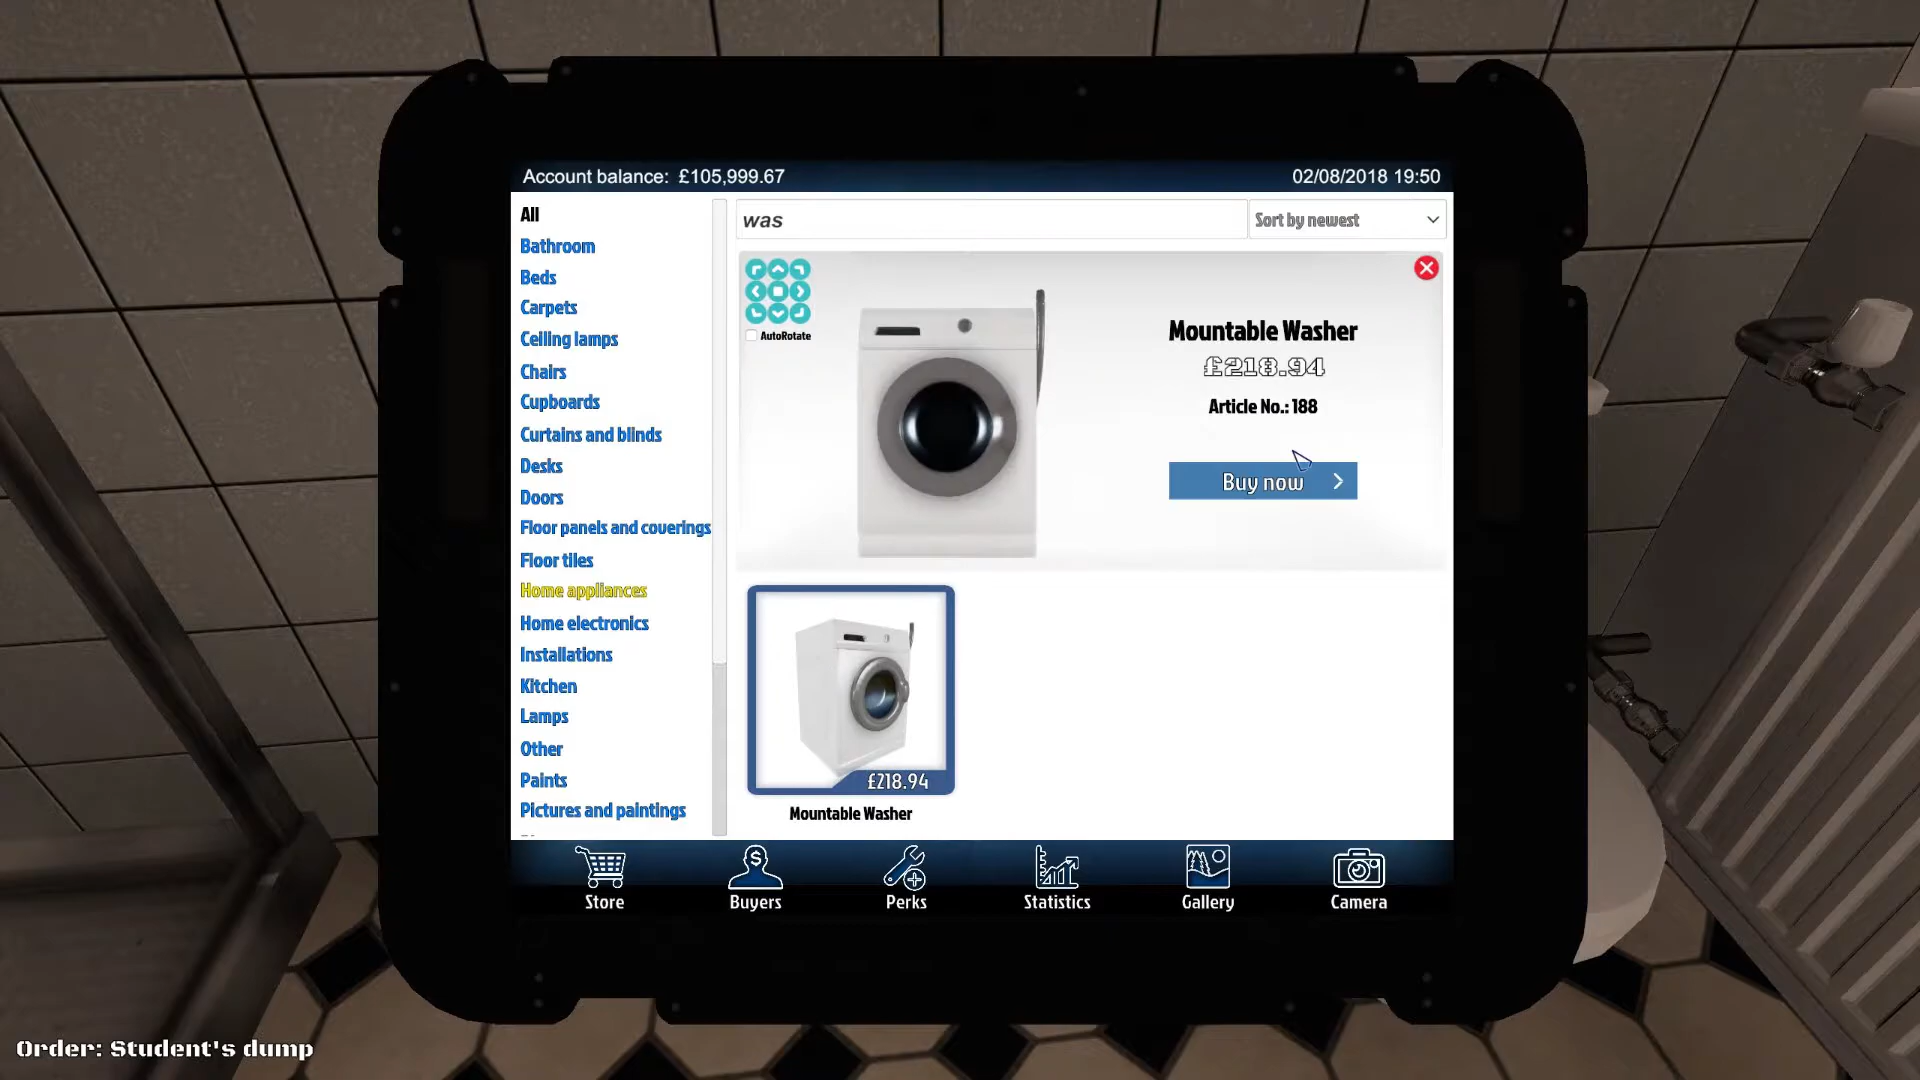 Account balance: £105,999.67
02/08/2018 19:50
All
Bathroom
Beds
Carpets
Ceiling lamps
Chairs
Cupboards
Curtains and blinds
Desks
Doors
Floor panels and coverings
Floor tiles
Home appliances
Home electronics
Installations
Kitchen
Lamps
Other
Paints
Pictures and paintings
was
Sort by newest
AutoRotate
Mountable Washer
£218.94
Article No.: 188
Buy now
£218.94
Mountable Washer
Store
Buyers
Perks
Statistics
Gallery
Camera
Order: Student's dump